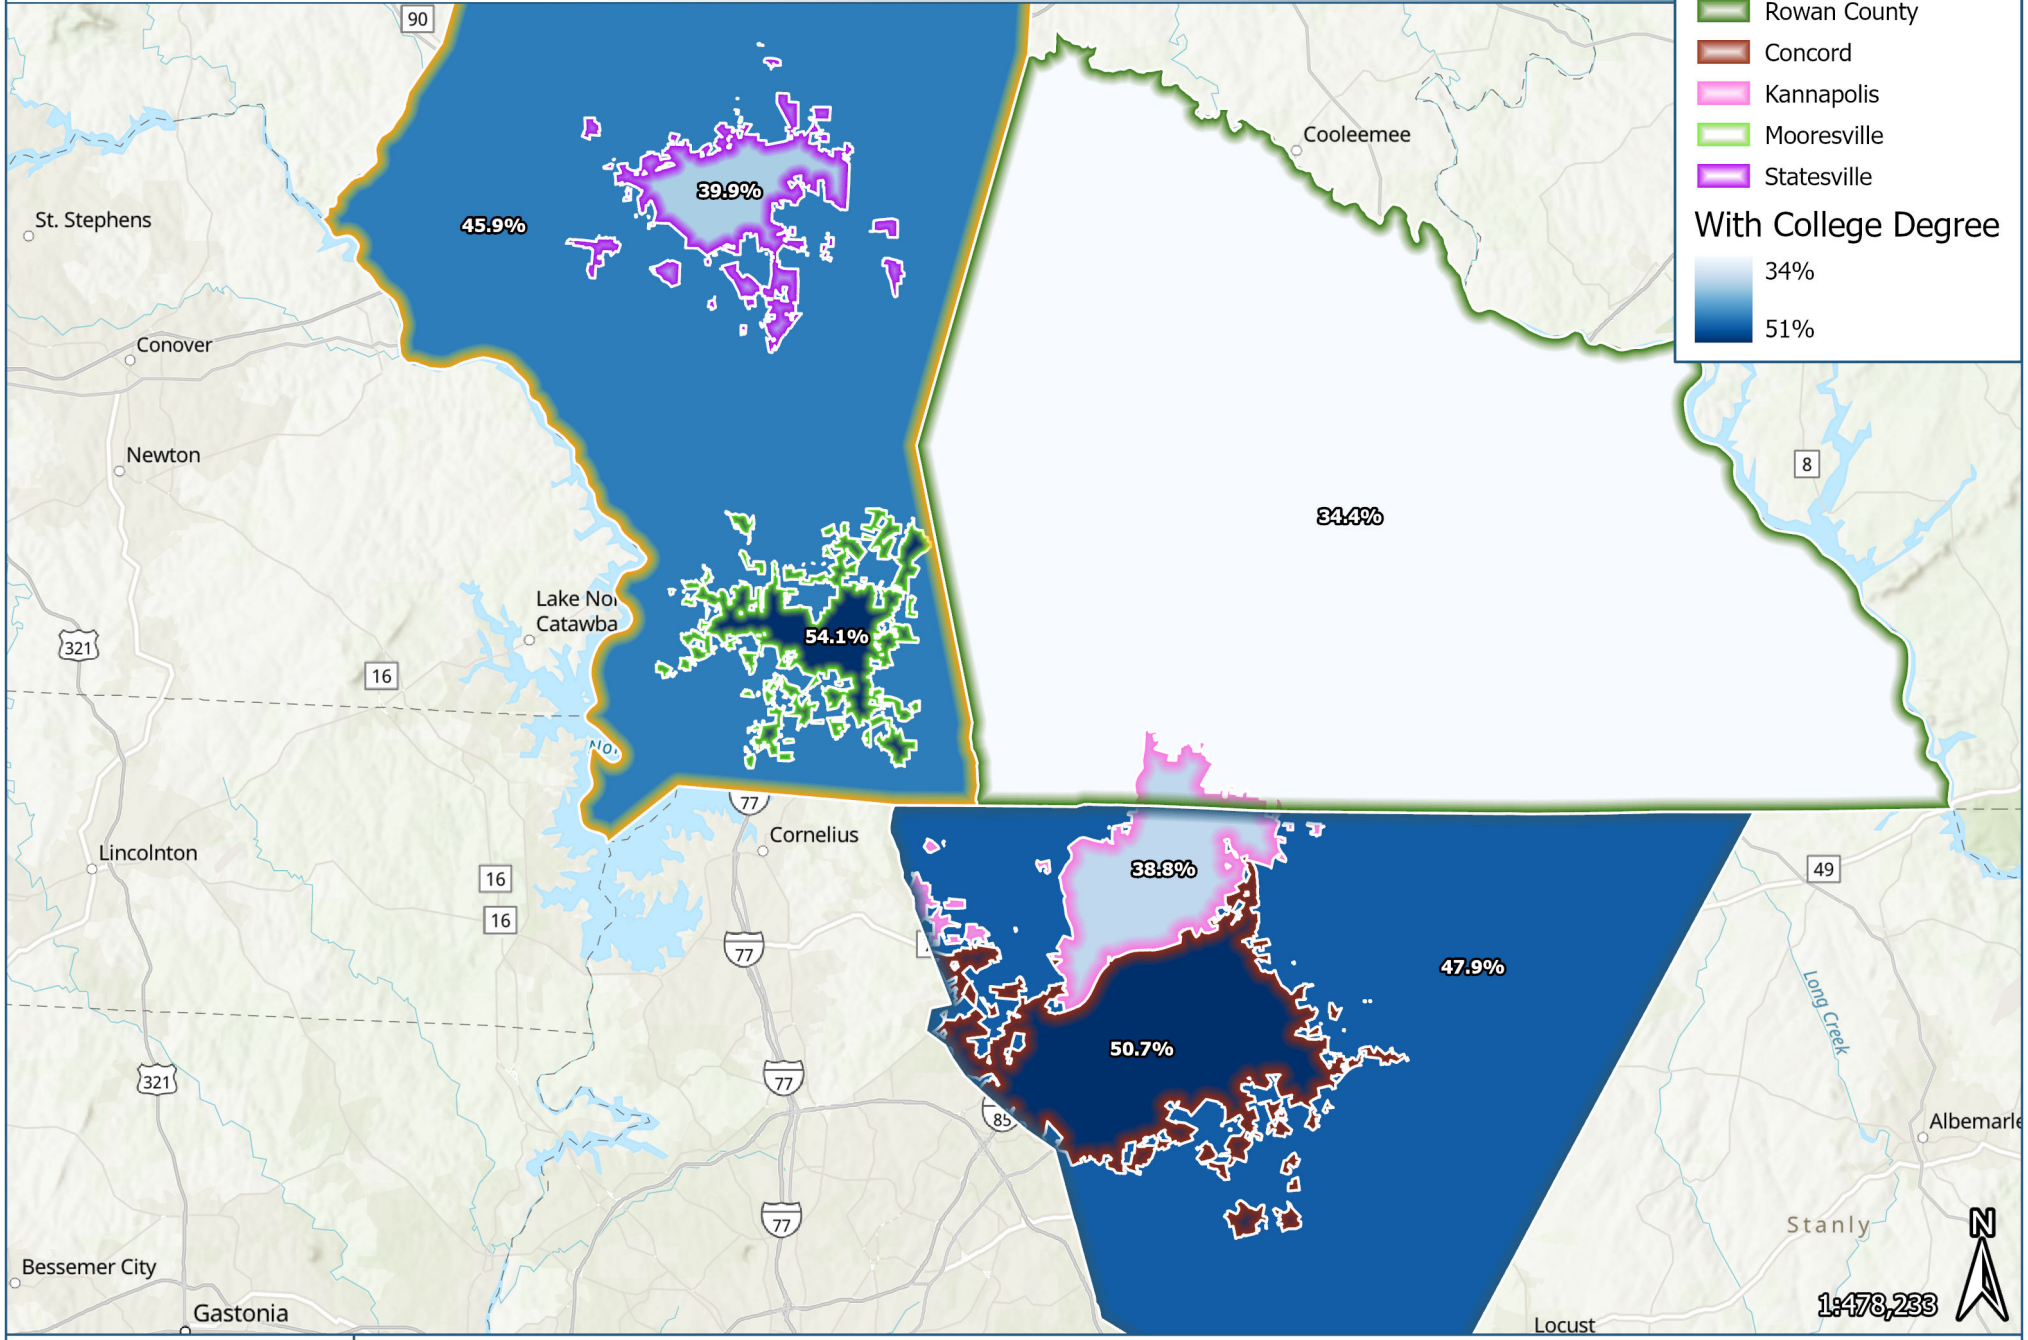 90
Rowan County
Concord
Kannapolis
Mooresville
Statesville
With College Degree
34%
51%
Cooleemee
39.9%
45.9%
St. Stephens
Conover
Newton
8
34.4%
Lake Nor
Catawba
54.1%
321
16
Nor
77
Cornelius
Lincolnton
16
16
38.8%
49
77
47.9%
Long Creek
50.7%
321
77
85
Albemarle
77
Stanly
N
Bessemer City
1:478,233
Gastonia
Locust